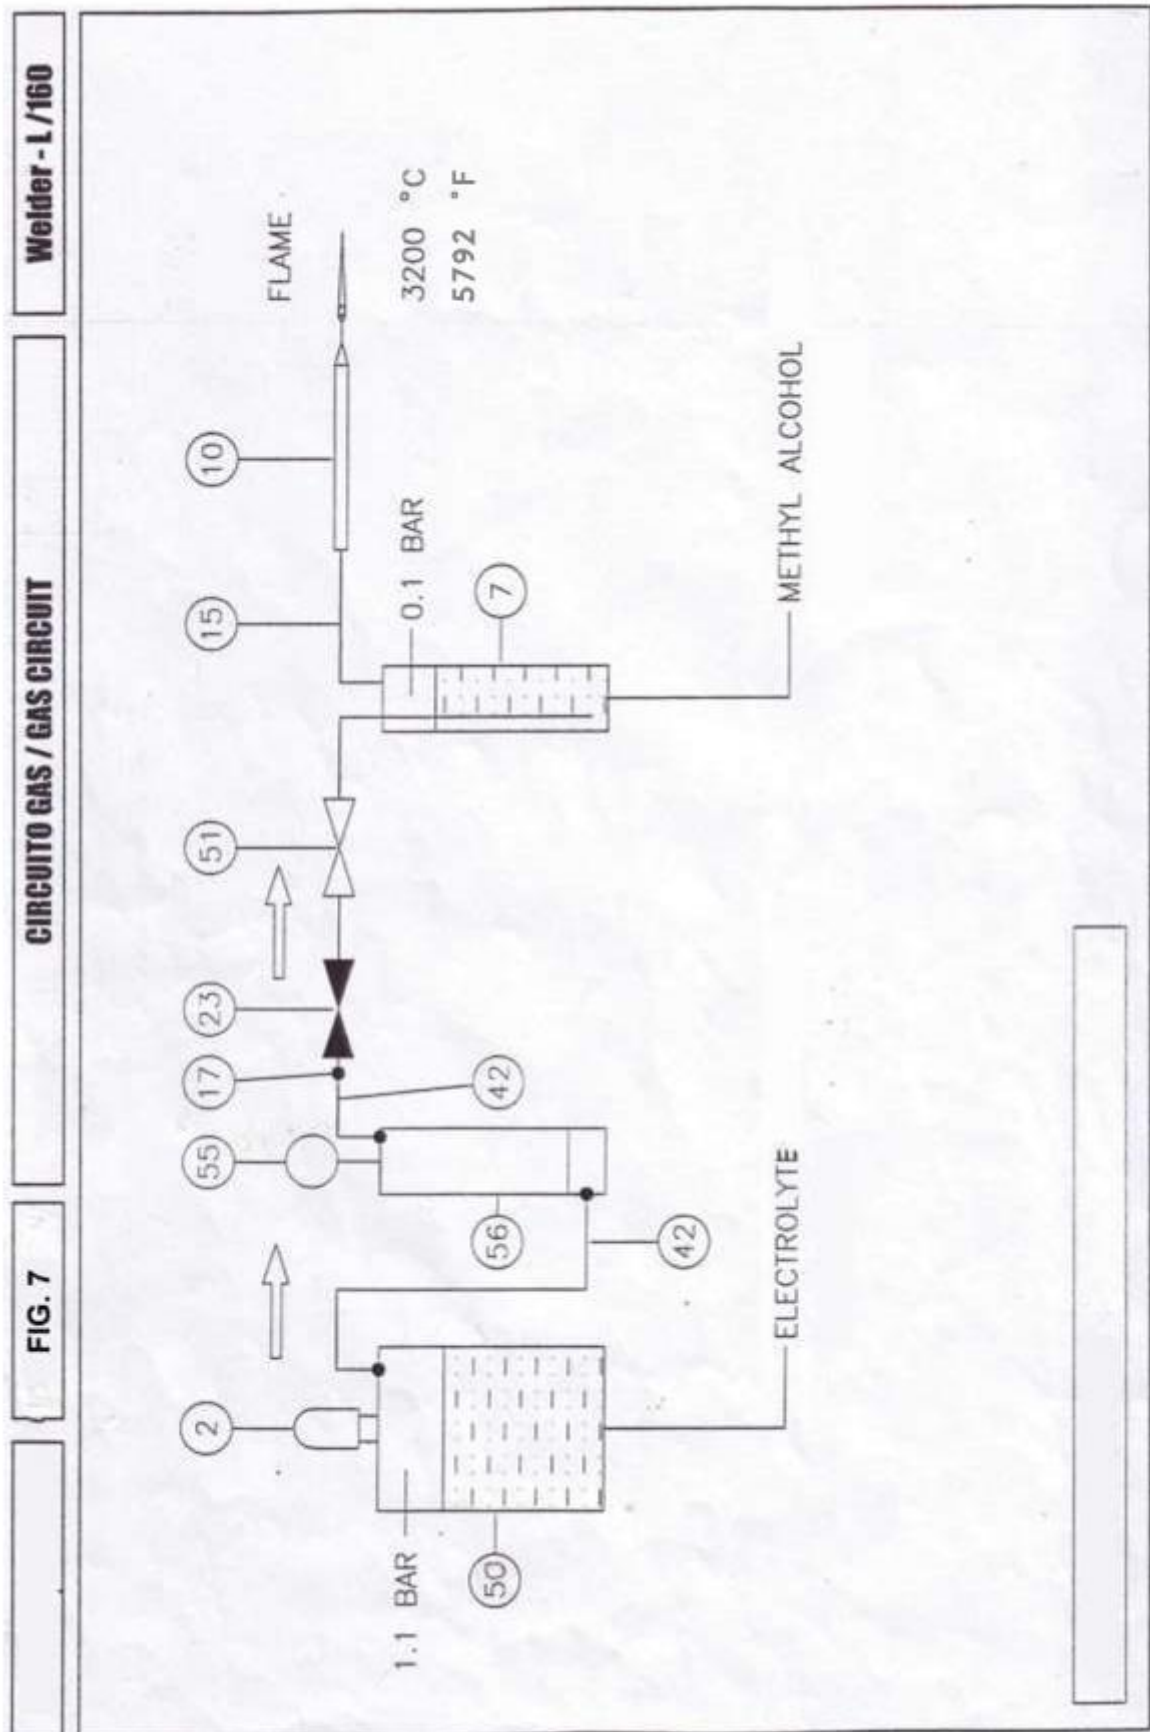 FIG. 7
CIRCUITO GAS / GAS CIRCUIT
Welder - L/160
2
55
17
23
51
15
10
FLAME
1.1 BAR
50
56
42
42
0.1 BAR
7
3200 °C
5792 °F
ELECTROLYTE
METHYL ALCOHOL